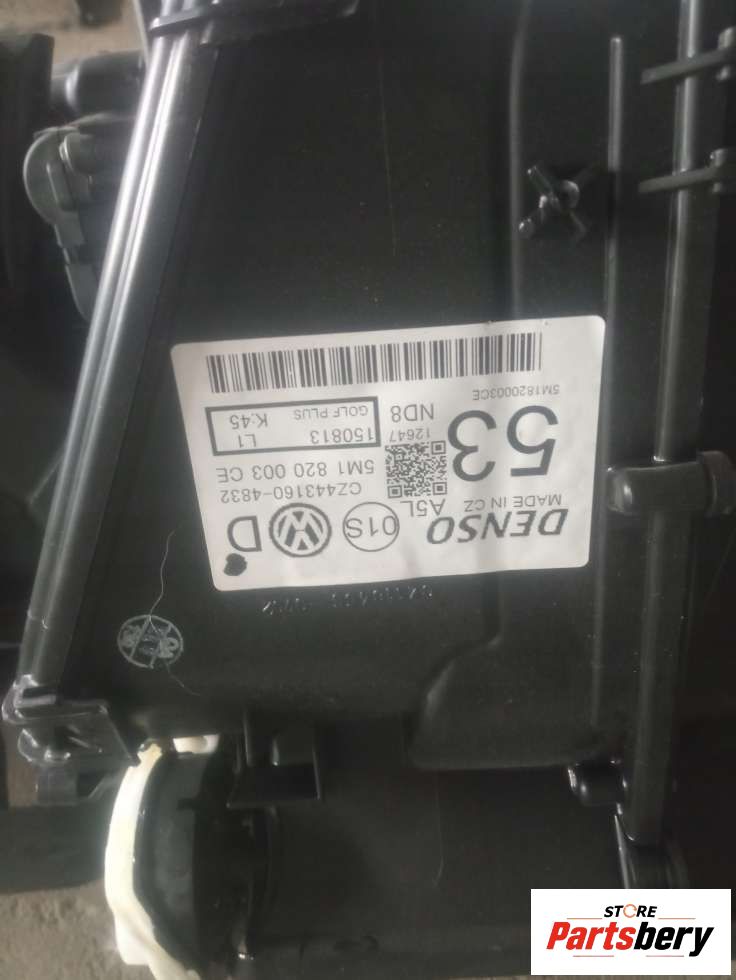 DENSO
MADE IN CZ
53
5M1820003CE
A5L
12647
ND8
01S
CZ443160-4832
5M1 820 003 CE
D
150813
L1
GOLF PLUS
K:45
STORE
Partsbery